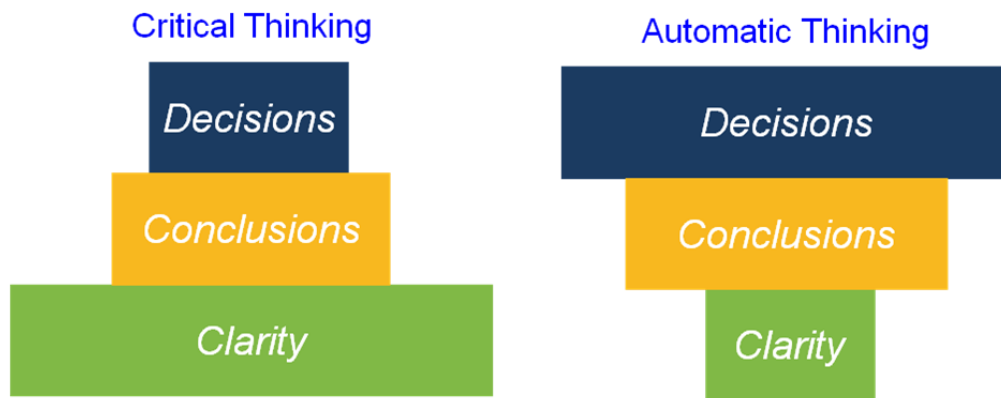 Critical Thinking
Decisions
Conclusions
Clarity
Automatic Thinking
Decisions
Conclusions
Clarity